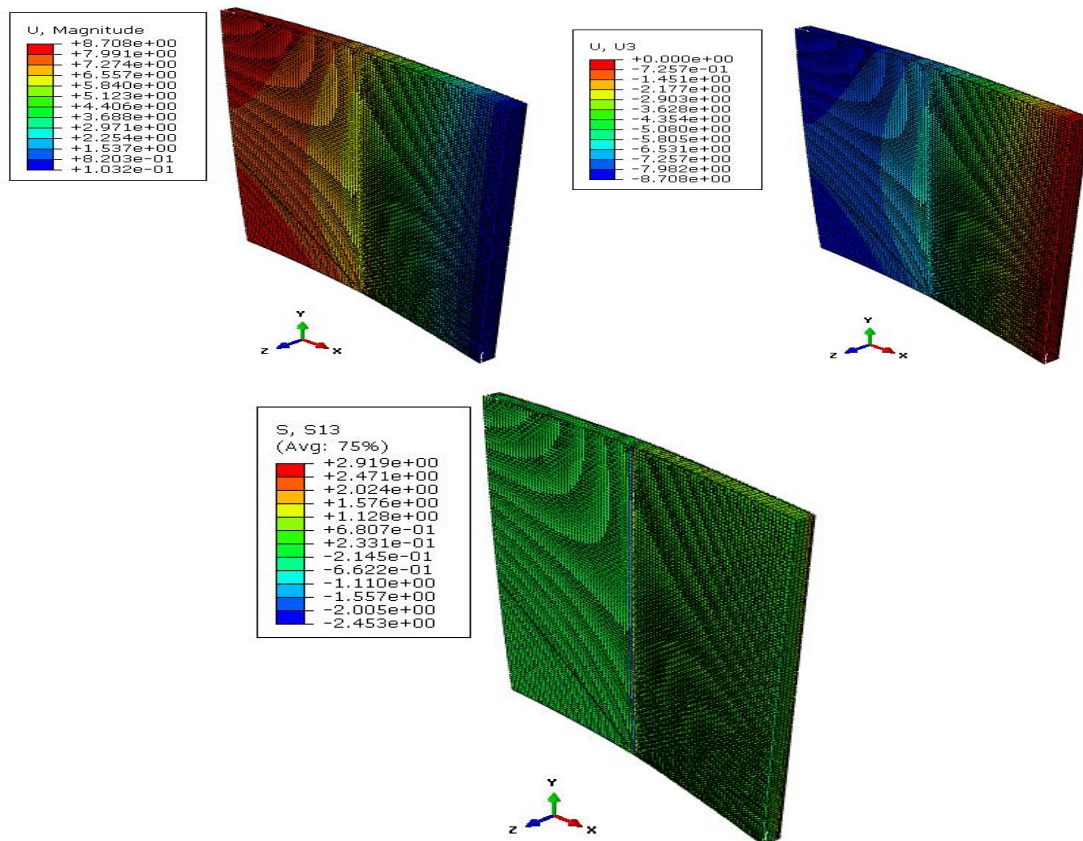 U, Magnitude
+8.708e+00
+7.991e+00
+7.274e+00
+6.557e+00
+5.840e+00
+5.123e+00
+4.406e+00
+3.688e+00
+2.971e+00
+2.254e+00
+1.537e+00
+8.203e-01
+1.032e-01
Y
Z
X
U, U3
+0.000e+00
-7.257e-01
-1.451e+00
-2.177e+00
-2.903e+00
-3.628e+00
-4.354e+00
-5.080e+00
-5.805e+00
-6.531e+00
-7.257e+00
-7.982e+00
-8.708e+00
Y
Z
X
S, S13
(Avg: 75%)
+2.919e+00
+2.471e+00
+2.024e+00
+1.576e+00
+1.128e+00
+6.807e-01
+2.331e-01
-2.145e-01
-6.622e-01
-1.110e+00
-1.557e+00
-2.005e+00
-2.453e+00
Y
Z
X